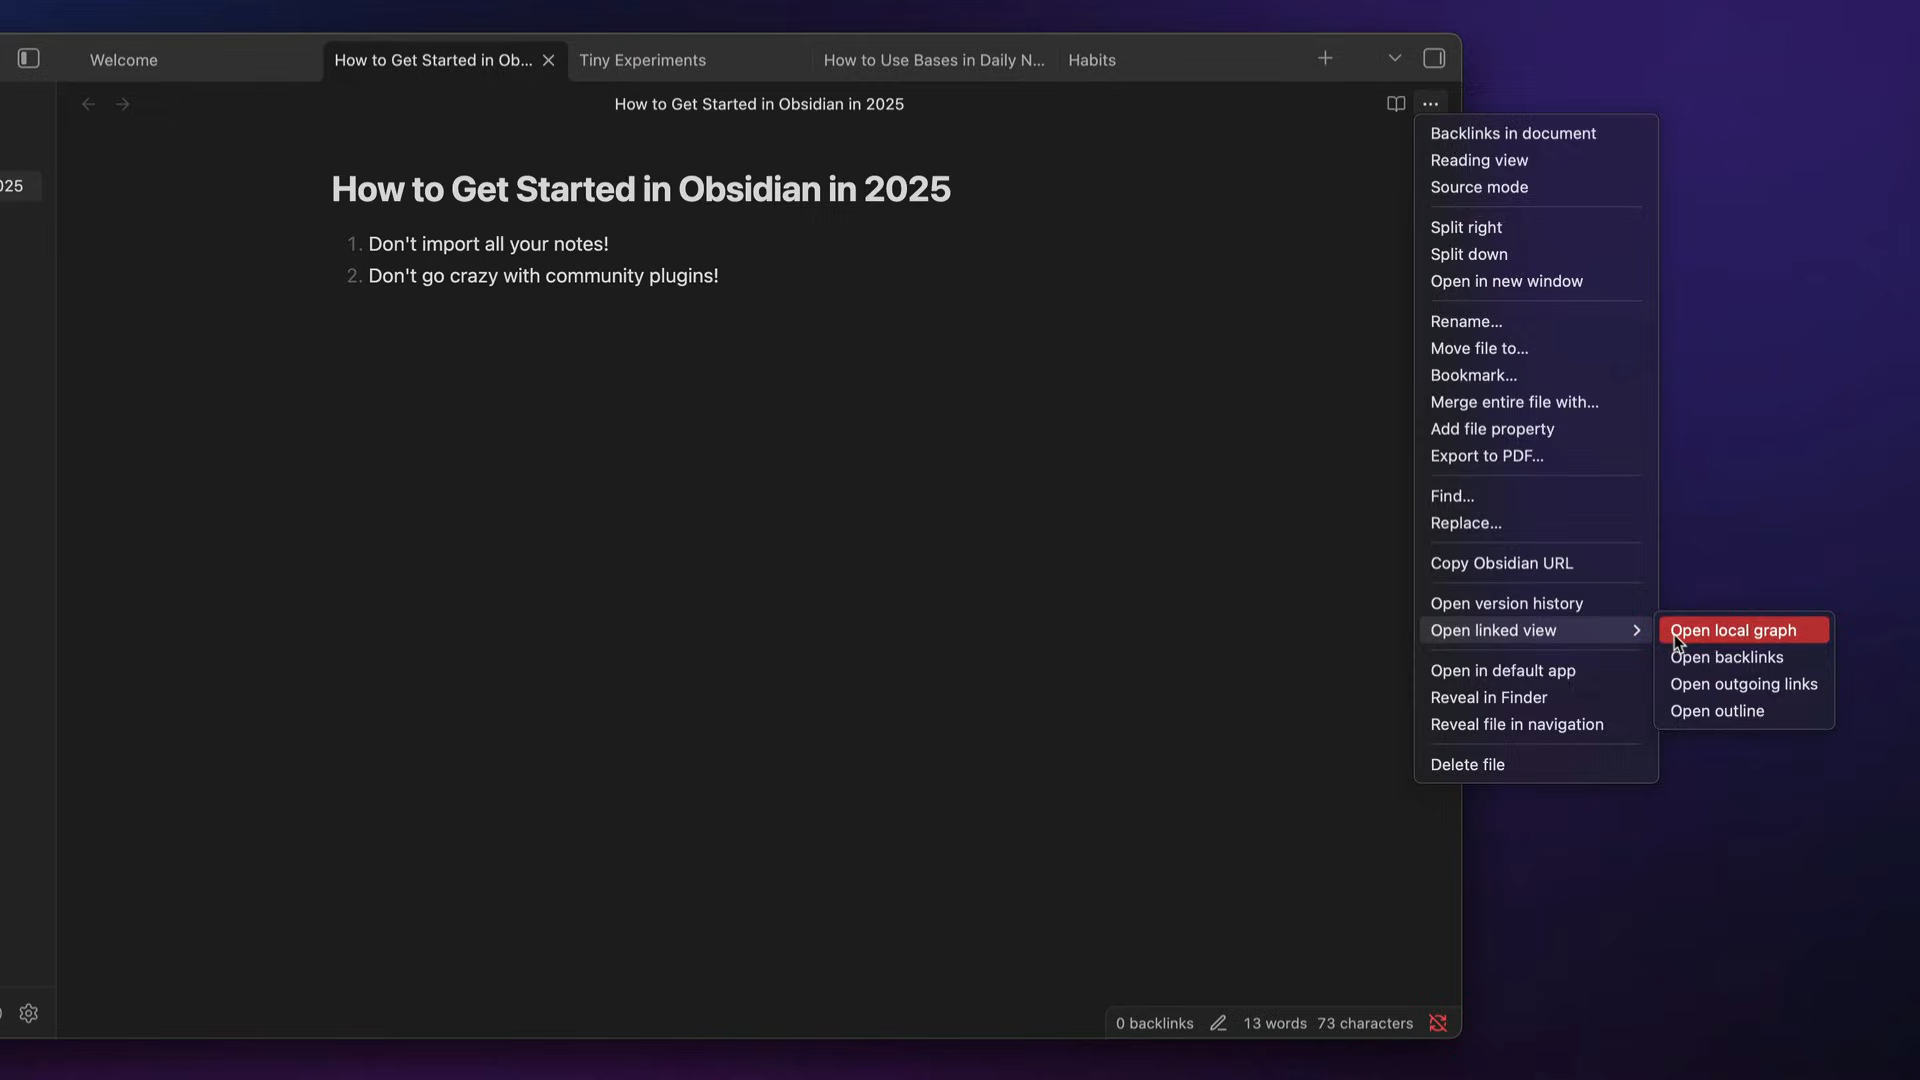 Welcome
How to Get Started in Ob...
Tiny Experiments
How to Use Bases in Daily N...
Habits
How to Get Started in Obsidian in 2025
025
How to Get Started in Obsidian in 2025
1. Don't import all your notes!
2. Don't go crazy with community plugins!
Backlinks in document
Reading view
Source mode
Split right
Split down
Open in new window
Rename...
Move file to...
Bookmark...
Merge entire file with...
Add file property
Export to PDF...
Find...
Replace...
Copy Obsidian URL
Open version history
Open linked view
Open local graph
Open backlinks
Open outgoing links
Open outline
Open in default app
Reveal in Finder
Reveal file in navigation
Delete file
0 backlinks
13 words
73 characters